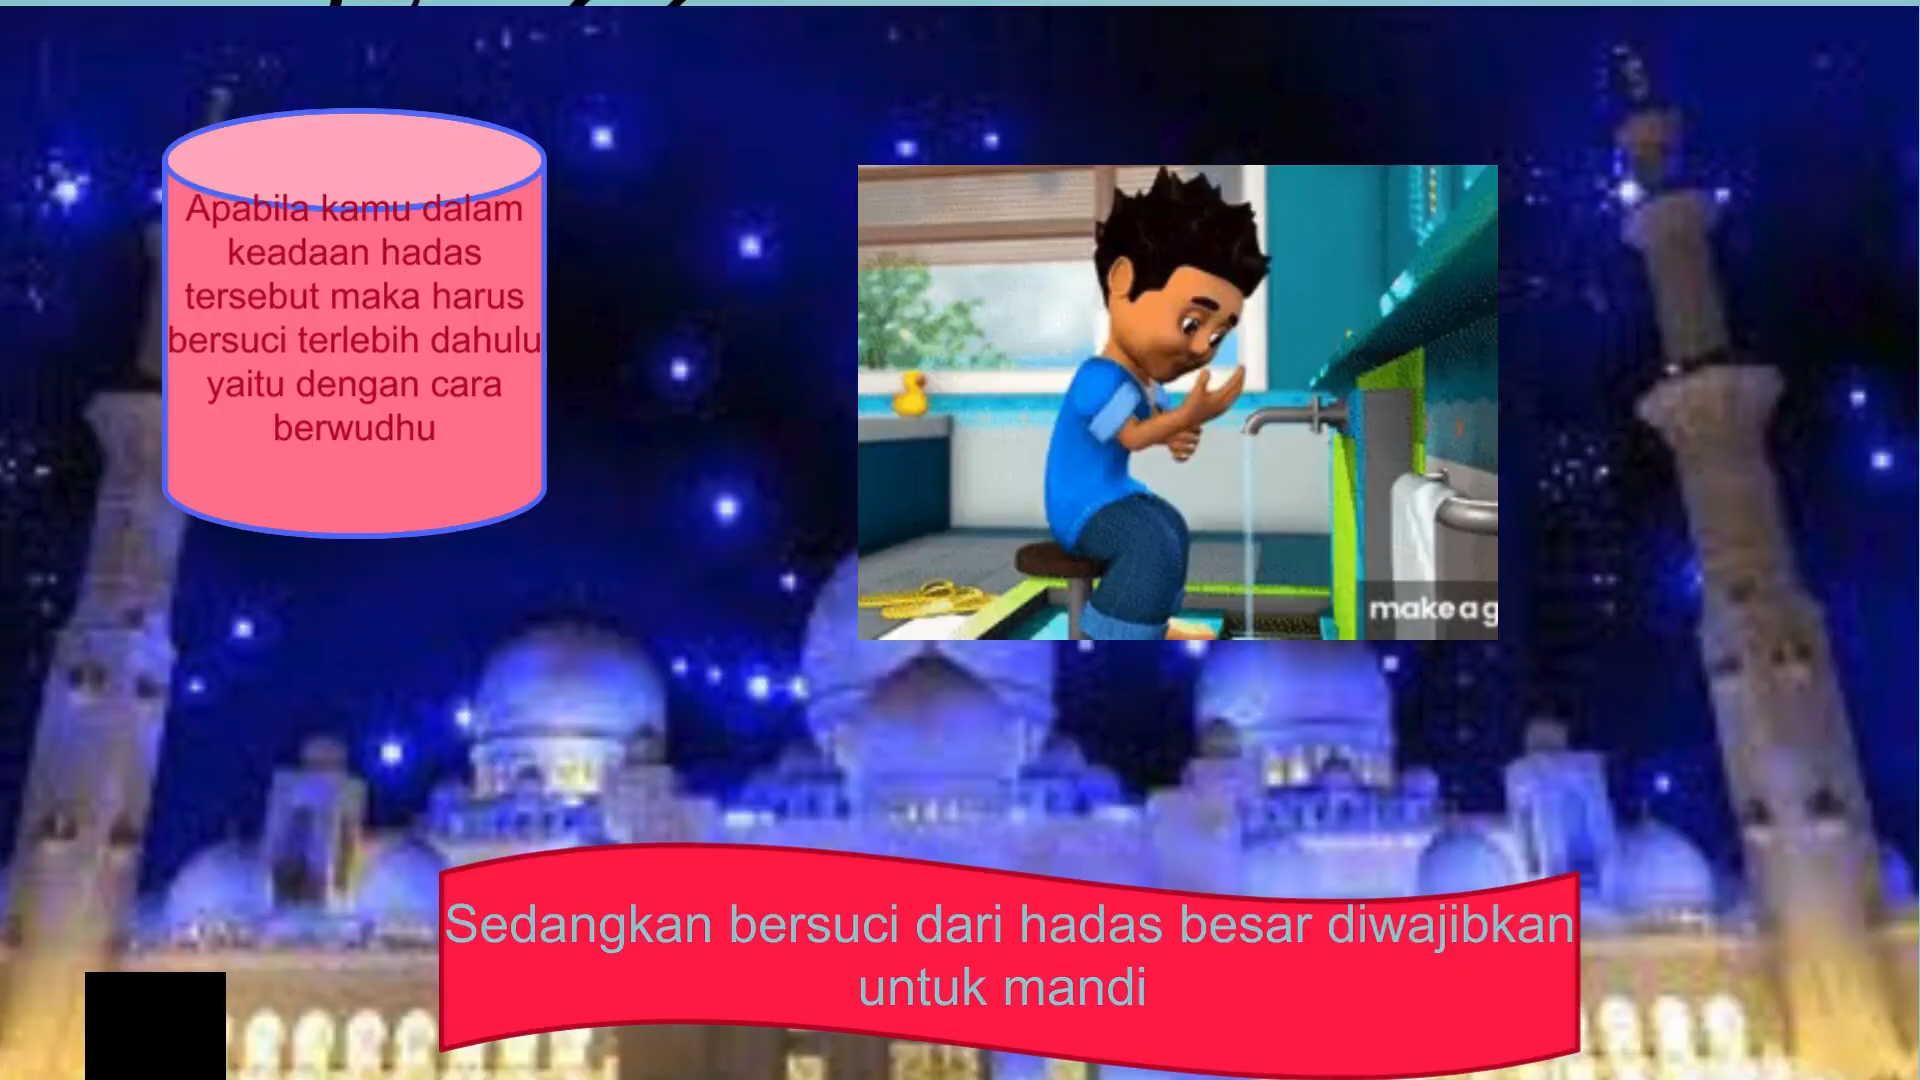 Apabila kamu dalam
keadaan hadas
tersebut maka harus
bersuci terlebih dahulu
yaitu dengan cara
berwudhu
make a g
Sedangkan bersuci dari hadas besar diwajibkan
untuk mandi